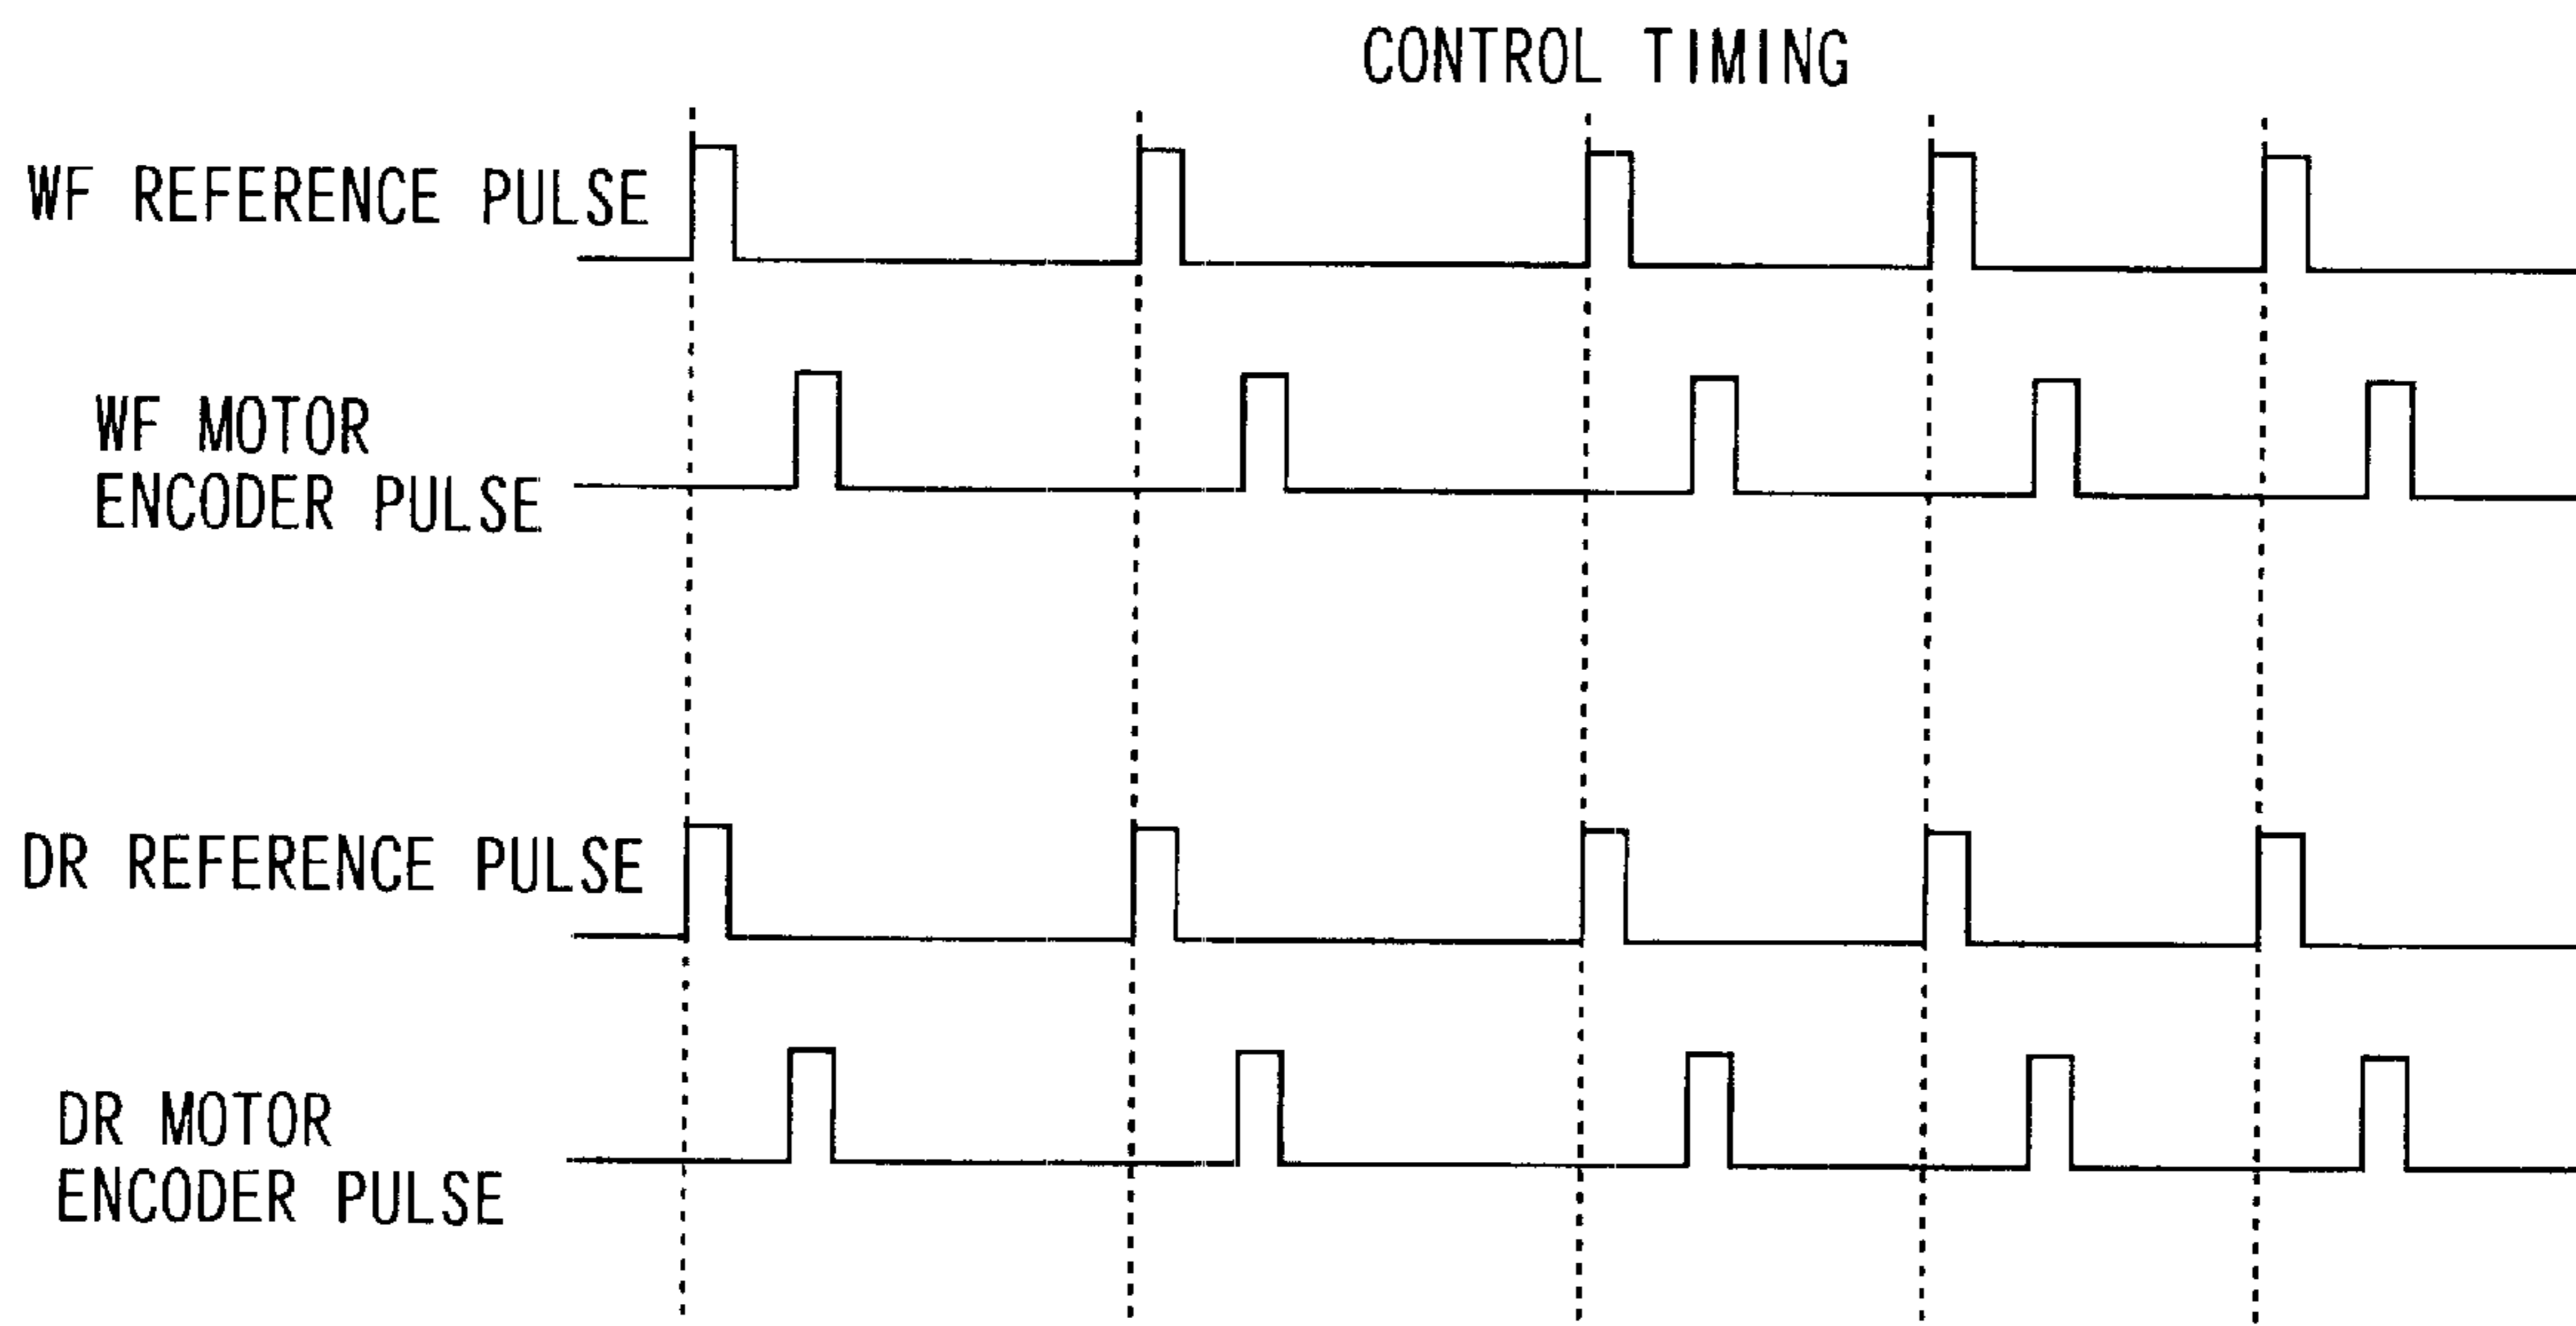 CONTROL TIMING
WF REFERENCE PULSE
WF MOTOR
ENCODER PULSE
DR REFERENCE PULSE
DR MOTOR
ENCODER PULSE